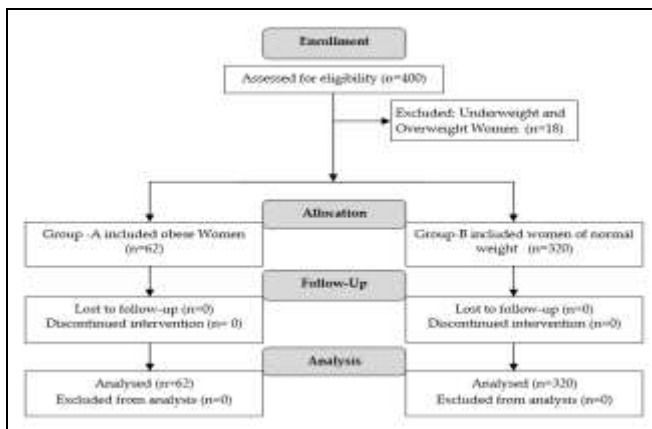 Enrollment
Assessed for eligibility (n=400)
Excluded: Underweight and
Overweight Women (n=18)
Allocation
Group -A included obese Women
(n=62)
Group-B included women of normal
weight (n=320)
Follow-Up
Lost to follow-up (n=0)
Discontinued intervention (n= 0)
Lost to follow-up (n=0)
Discontinued intervention (n=0)
Analysis
Analysed (n=62)
Excluded from analysis (n=0)
Analysed (n=320)
Excluded from analysis (n=0)